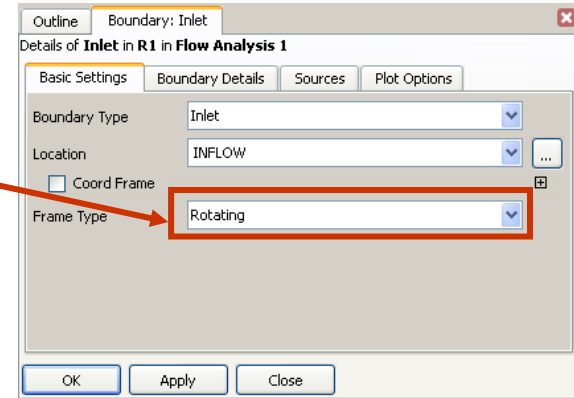 Outline Boundary: Inlet
Details of Inlet in R1 in Flow Analysis 1
Basic Settings Boundary Details Sources Plot Options
Boundary Type Inlet
Location INFLOW ...
Coord Frame
Frame Type Rotating
OK Apply Close